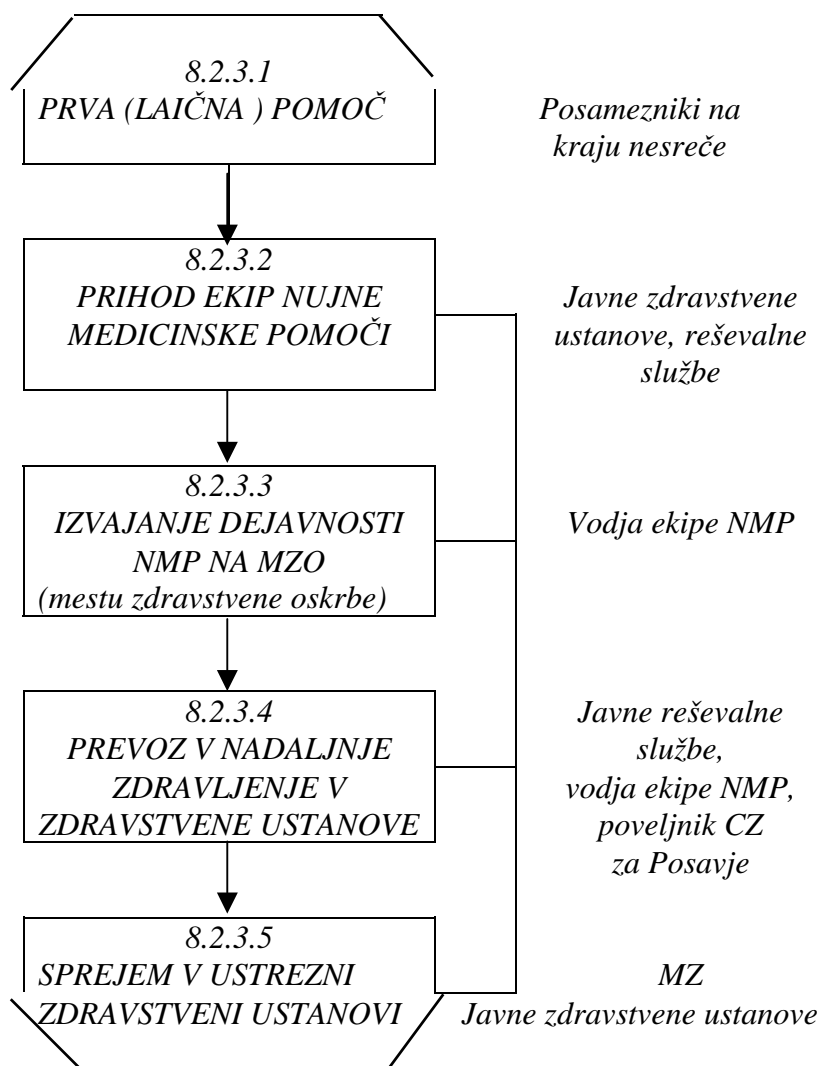 8.2.3.1
PRVA (LAIČNA ) POMOČ
Posamezniki na
kraju nesreče
8.2.3.2
PRIHOD EKIP NUJNE
MEDICINSKE POMOČI
Javne zdravstvene
ustanove, reševalne
službe
8.2.3.3
IZVAJANJE DEJAVNOSTI
NMP NA MZO
(mestu zdravstvene oskrbe)
Vodja ekipe NMP
8.2.3.4
PREVOZ V NADALJNJE
ZDRAVLJENJE V
ZDRAVSTVENE USTANOVE
Javne reševalne
službe,
vodja ekipe NMP,
poveljnik CZ
za Posavje
8.2.3.5
SPREJEM V USTREZNI
ZDRAVSTVENI USTANOVI
MZ
Javne zdravstvene ustanove